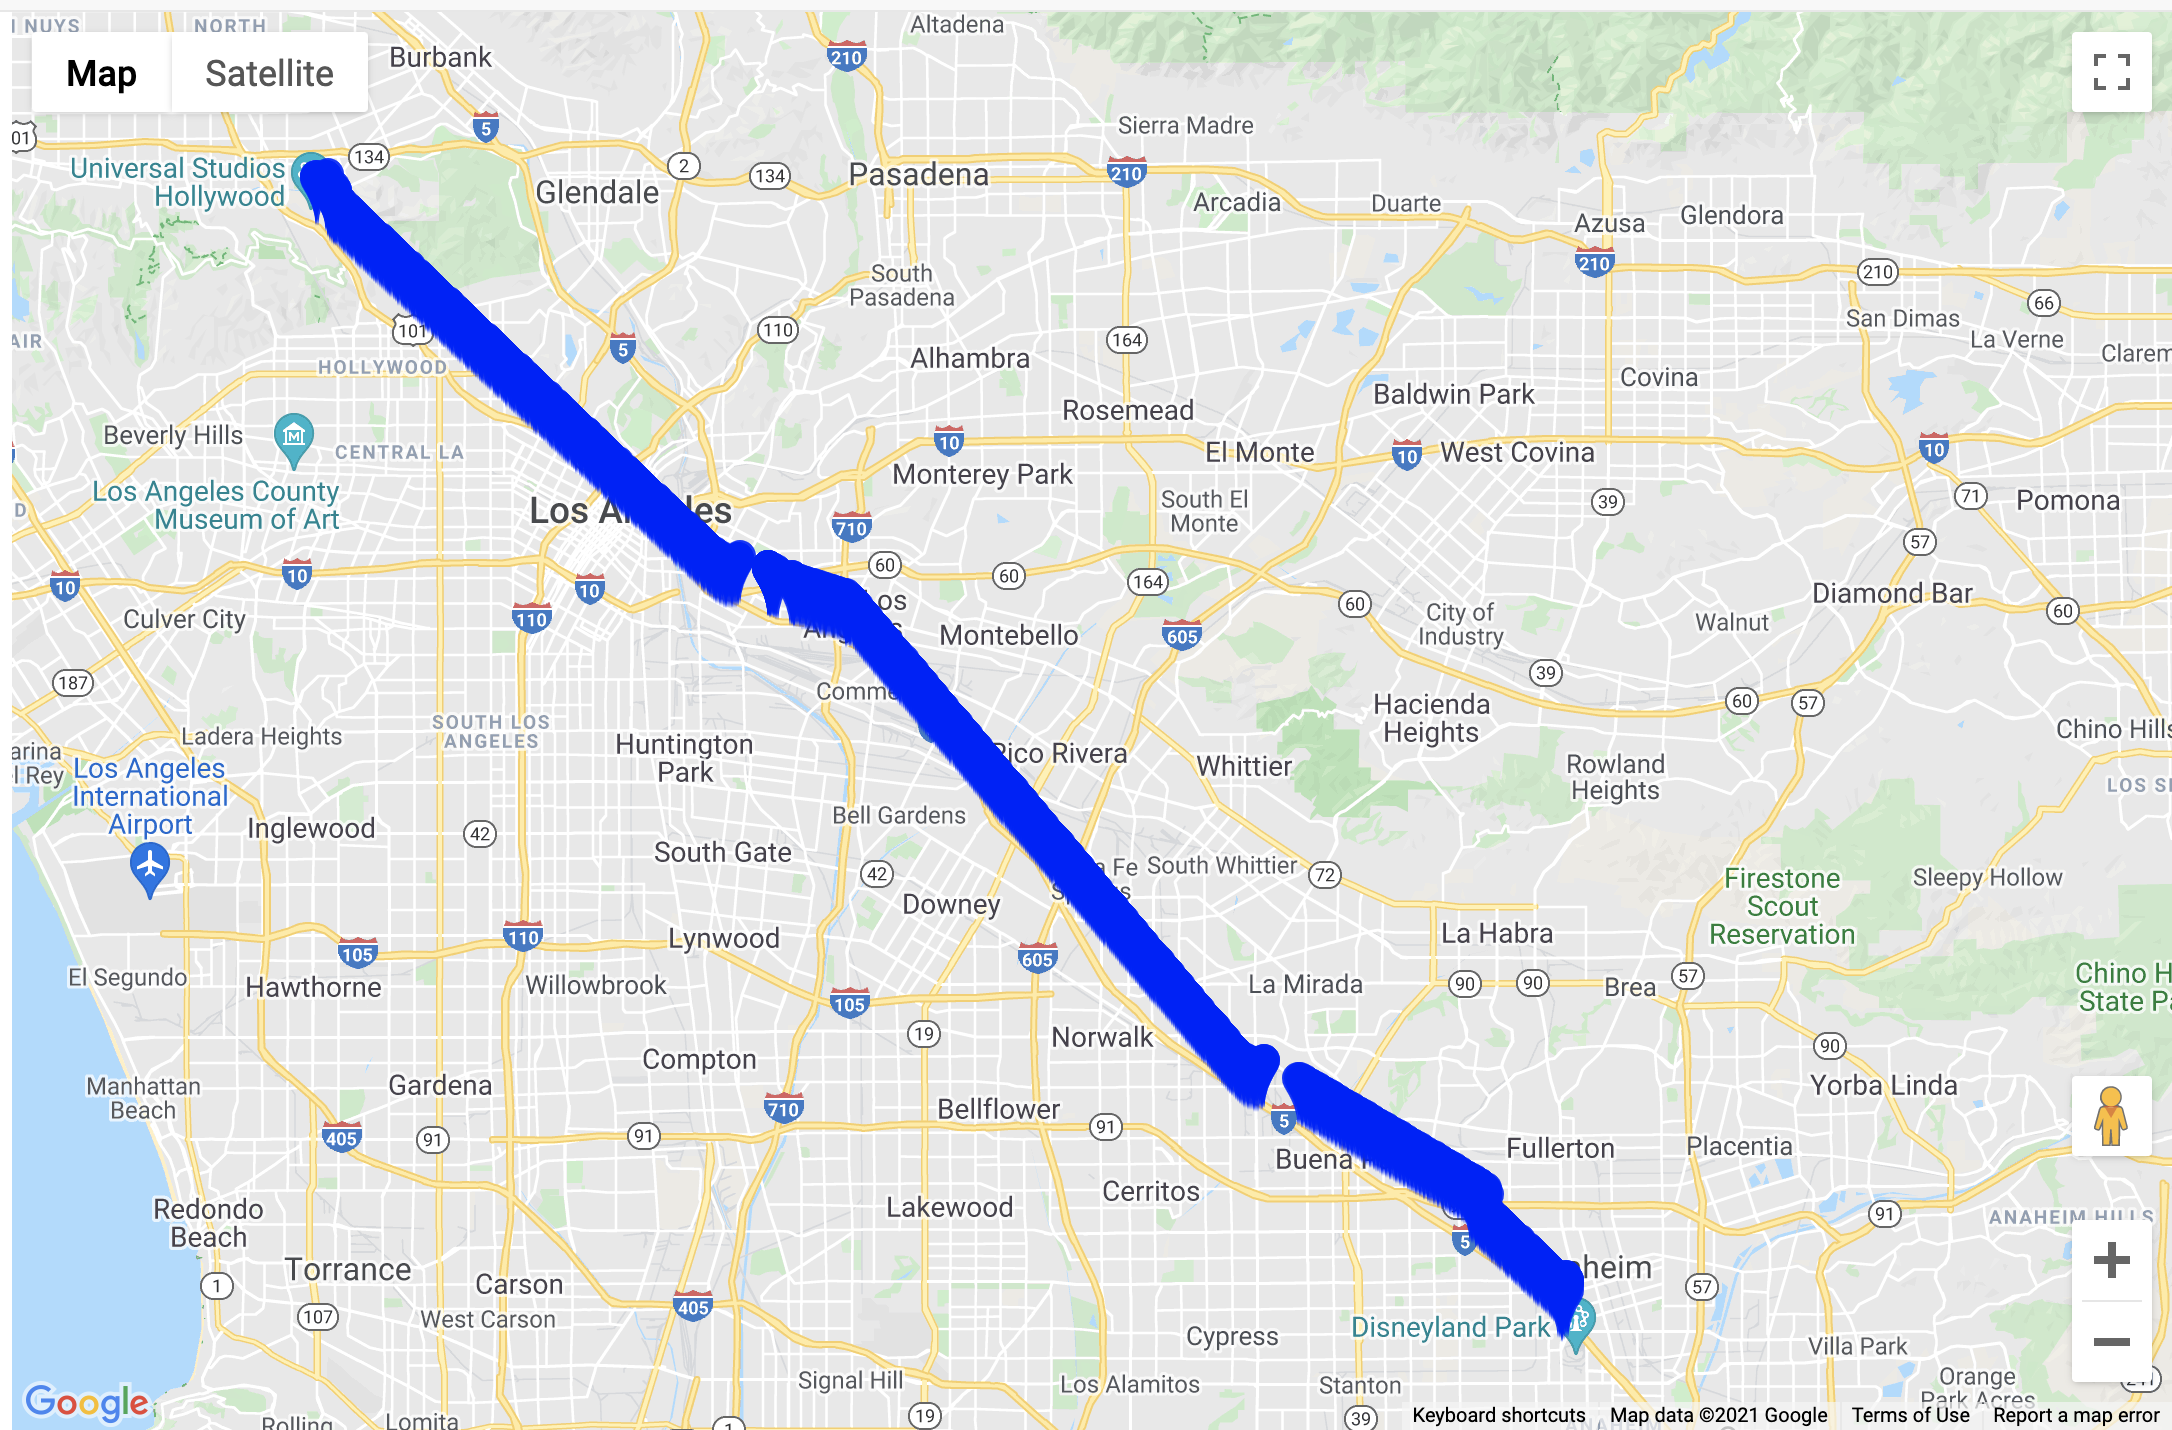 NUYS
NORTH
Burbank
Altadena
Map
Satellite
210
5
01
134
2
134
Sierra Madre
Universal Studios
Hollywood
Glendale
Pasadena
210
Arcadia
Duarte
Azusa
Glendora
210
210
66
South
Pasadena
San Dimas
La Verne
Clarem
AIR
101
5
110
164
HOLLYWOOD
Alhambra
Covina
Baldwin Park
Rosemead
Beverly Hills
CENTRAL LA
10
El Monte
10
West Covina
10
Monterey Park
Los Angeles County
Museum of Art
D
Los A
les
710
South El
Monte
39
71
Pomona
57
10
10
10
60
60
164
60
Diamond Bar
60
Culver City
110
Los
An
s
Montebello
605
City of
Industry
Walnut
187
39
Comme
60
57
SOUTH LOS
ANGELES
Ladera Heights
Huntington
Park
Hacienda
Heights
Chino Hills
arina
el Rey
Los Angeles
International
Airport
Pico Rivera
Whittier
Rowland
Heights
LOS S
Bell Gardens
Inglewood
42
South Gate
42
a Fe
Sp
s
South Whittier
72
Firestone
Scout
Reservation
Sleepy Hollow
Downey
110
Lynwood
La Habra
105
605
El Segundo
Hawthorne
Willowbrook
105
La Mirada
90
90
Brea
57
Chino H
State Pa
19
Norwalk
90
Compton
Manhattan
Beach
Gardena
Yorba Linda
710
Bellflower
5
405
91
91
91
Buena
Fullerton
Placentia
Cerritos
Redondo
Beach
Lakewood
91
ANAHEIM HILLS
5
Torrance
Carson
heim
1
107
405
57
West Carson
Cypress
Disneyland Park
Villa Park
Signal Hill
Los Alamitos
Stanton
Orange
Park Acres
241
Google
Rolling
Lomita
1
19
39
ANAHEIM
Keyboard shortcuts
Map data ©2021 Google
Terms of Use
Report a map error